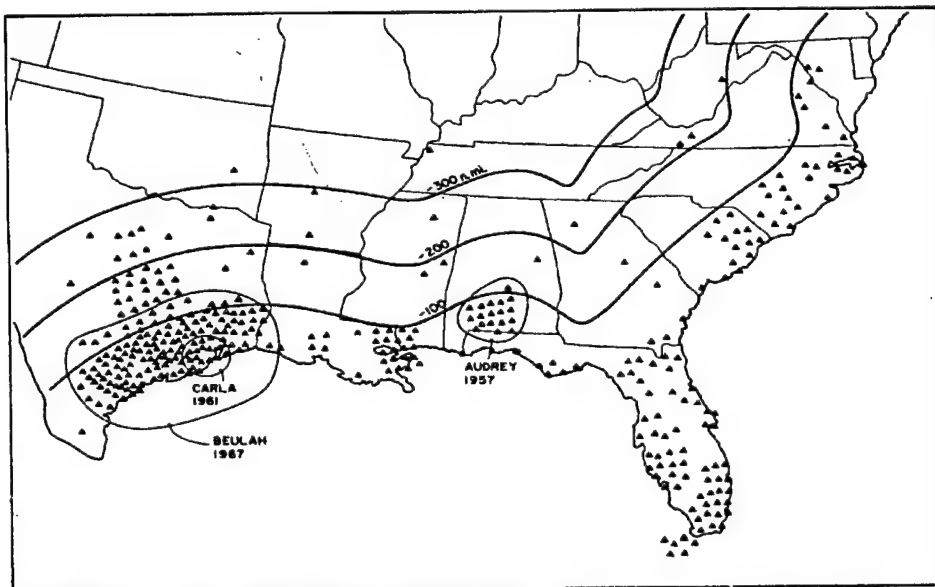 -300 n.mi.
-200
-100
CARLA
1961
AUDREY
1957
BEULAH
1967